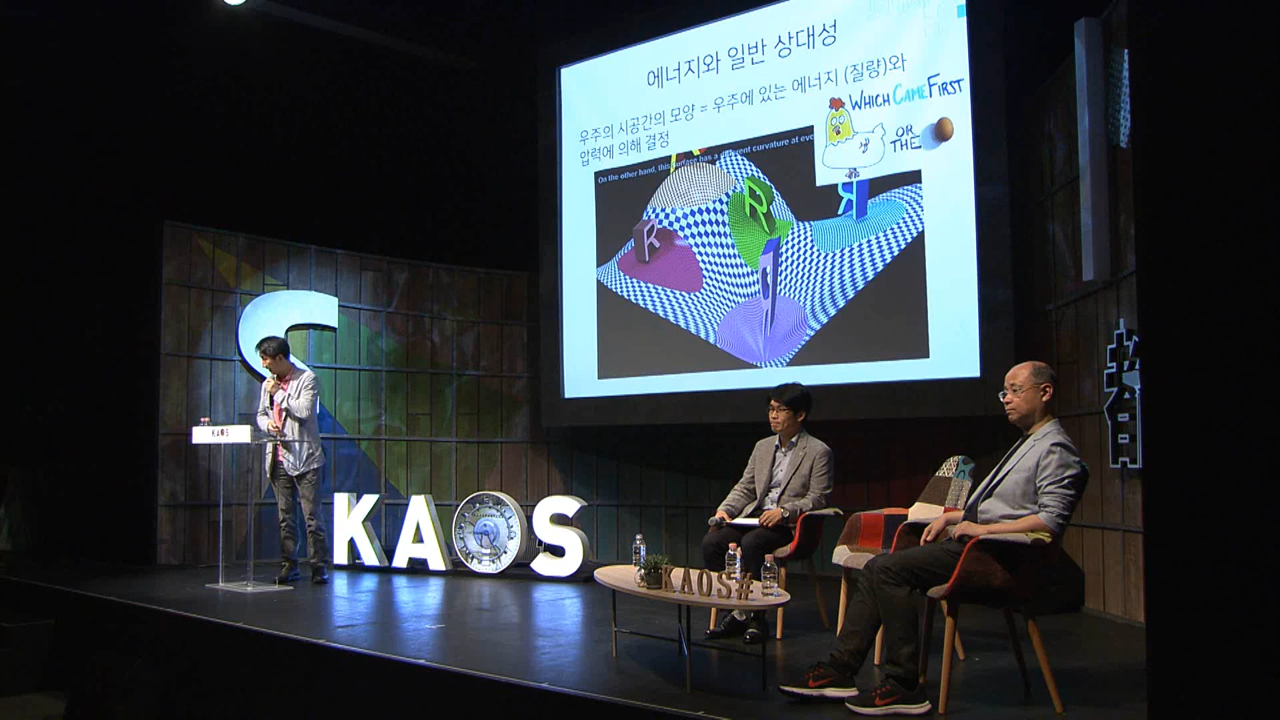 에너지와 일반 상대성
우주의 시공간의 모양 = 우주에 있는 에너지 (질량)와
압력에 의해 결정
WHICH CAME FIRST
OR
THE
On the other hand, this surface has a different curvature at eve
R
R
R
KAOS
KAOS
KAOS#